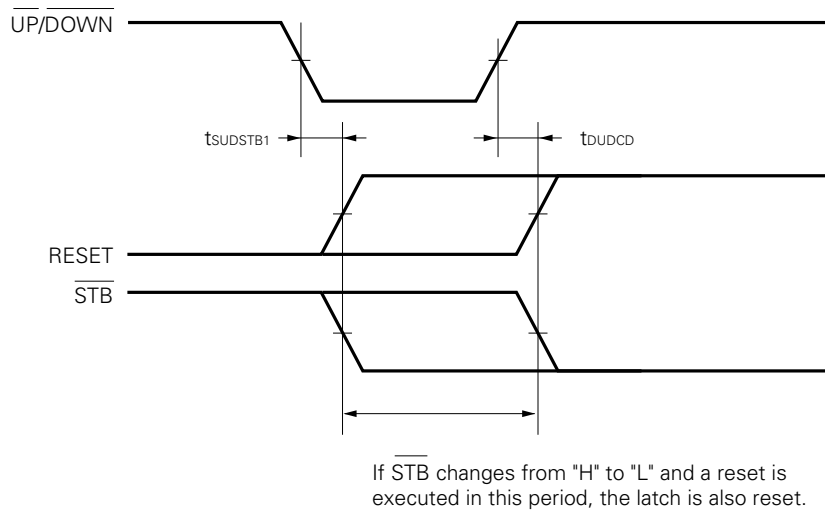 UP/DOWN
tSUDSTB1
tDUDCD
RESET
STB
If STB changes from "H" to "L" and a reset is
executed in this period, the latch is also reset.